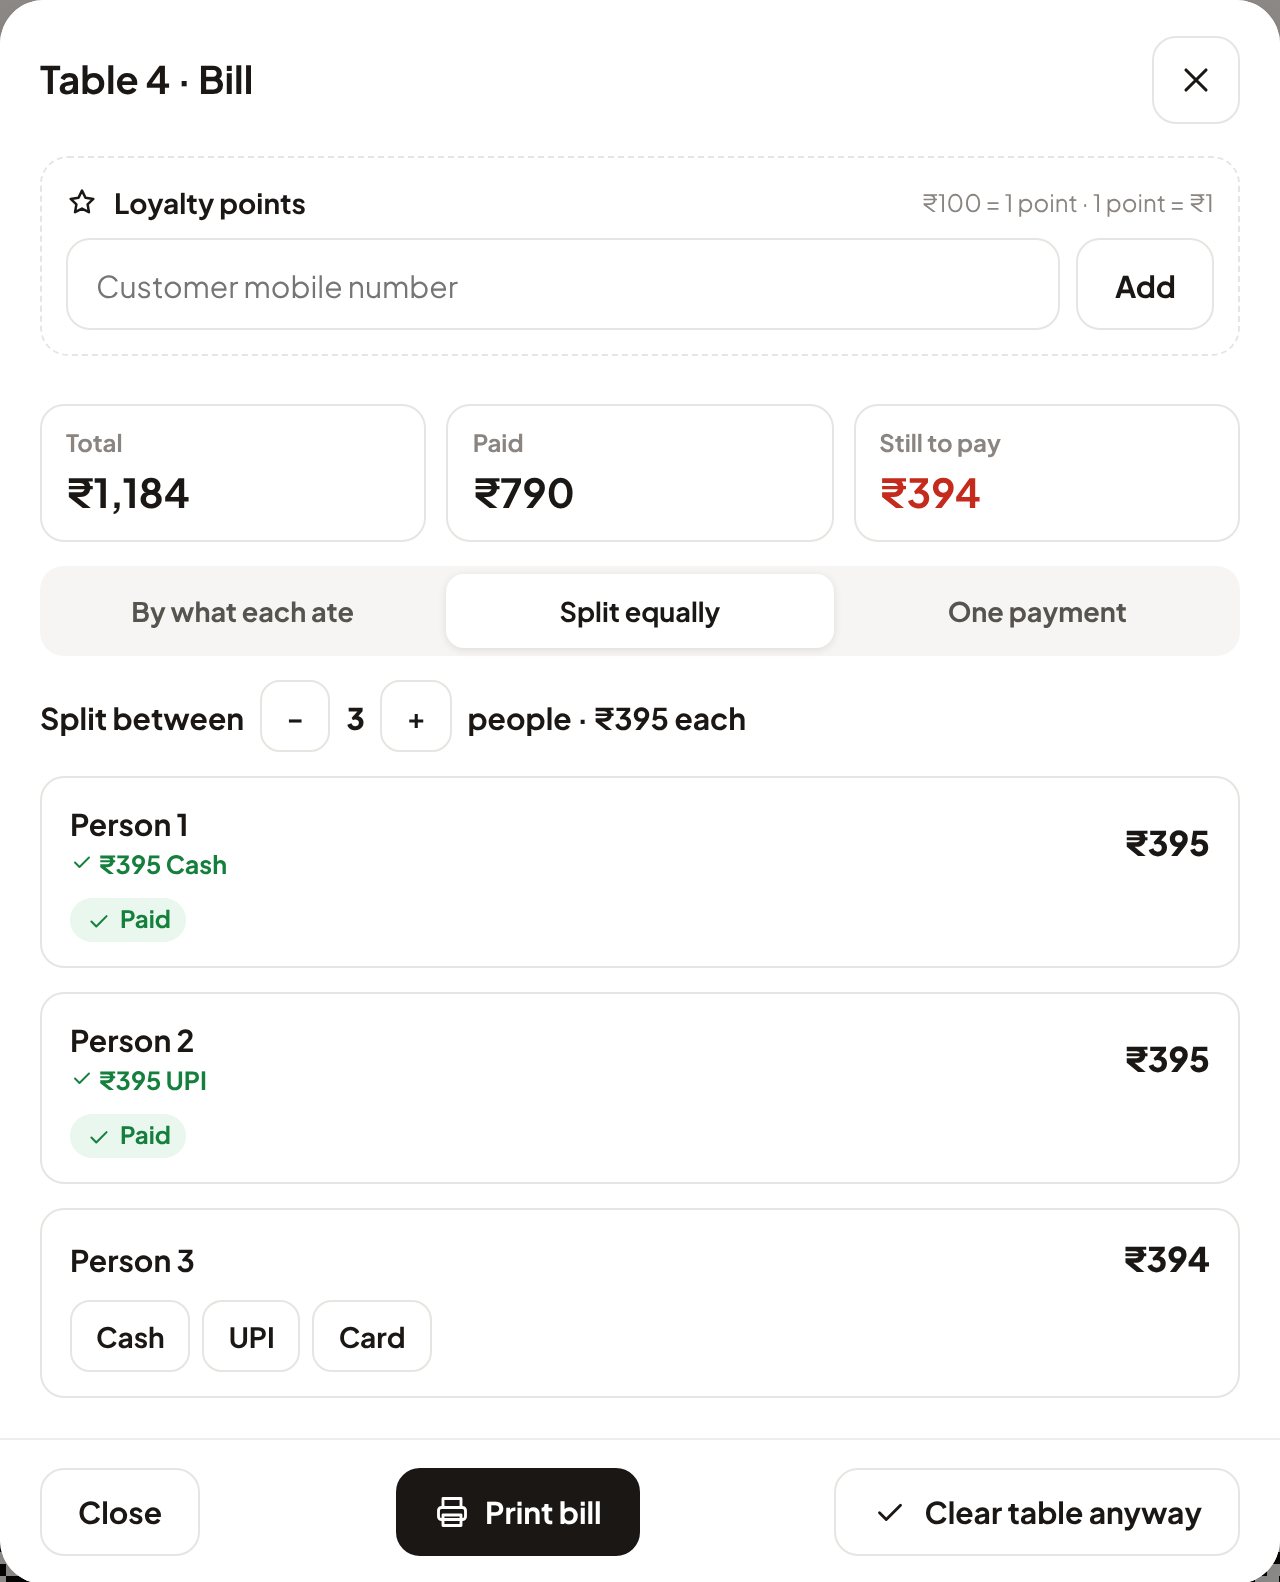 Table 4 · Bill
Loyalty points
₹100 = 1 point · 1 point = ₹1
Customer mobile number
Add
Total
₹1,184
Paid
₹790
Still to pay
₹394
By what each ate
Split equally
One payment
Split between - 3 + people · ₹395 each
Person 1
₹395
✓ ₹395 Cash
✓ Paid
Person 2
₹395
✓ ₹395 UPI
✓ Paid
Person 3
₹394
Cash
UPI
Card
Close
Print bill
✓ Clear table anyway